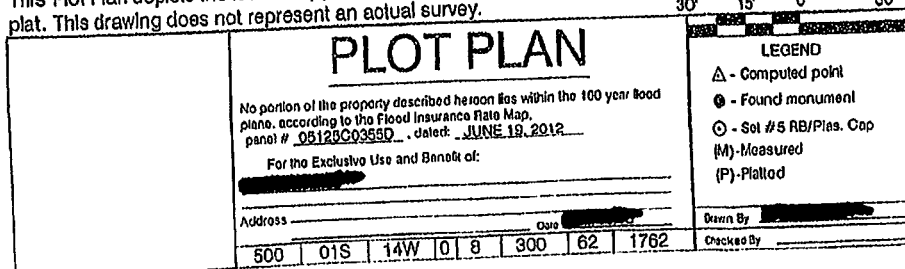 plat. This drawing does not represent an actual survey.
30' 15' 0
PLOT PLAN
No portion of the property described hereon lies within the 100 year flood
plane, according to the Flood Insurance Rate Map,
panel # 05125C0355D , dated: JUNE 19, 2012
For the Exclusive Use and Benefit of:
Address
Date
500 01S 14W 0 8 300 62 1762
LEGEND
△ - Computed point
- Found monument
⊙ - Set #5 RB/Plas. Cap
(M)-Measured
(P)-Platted
Drawn By
Checked By